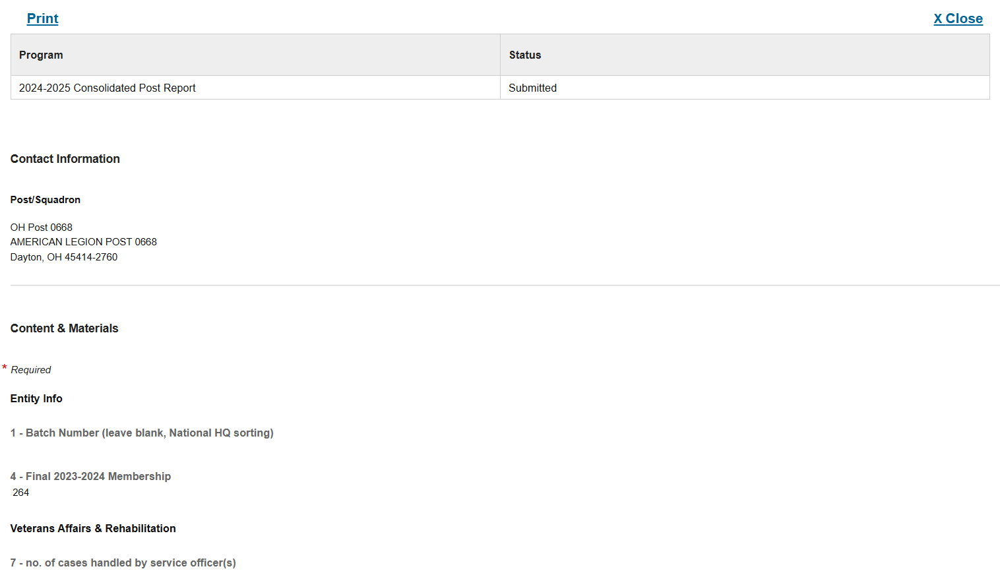 Print
X Close
Program
Status
2024-2025 Consolidated Post Report
Submitted
Contact Information
Post/Squadron
OH Post 0668
AMERICAN LEGION POST 0668
Dayton, OH 45414-2760
Content & Materials
* Required
Entity Info
1 - Batch Number (leave blank, National HQ sorting)
4 - Final 2023-2024 Membership
264
Veterans Affairs & Rehabilitation
7 - no. of cases handled by service officer(s)